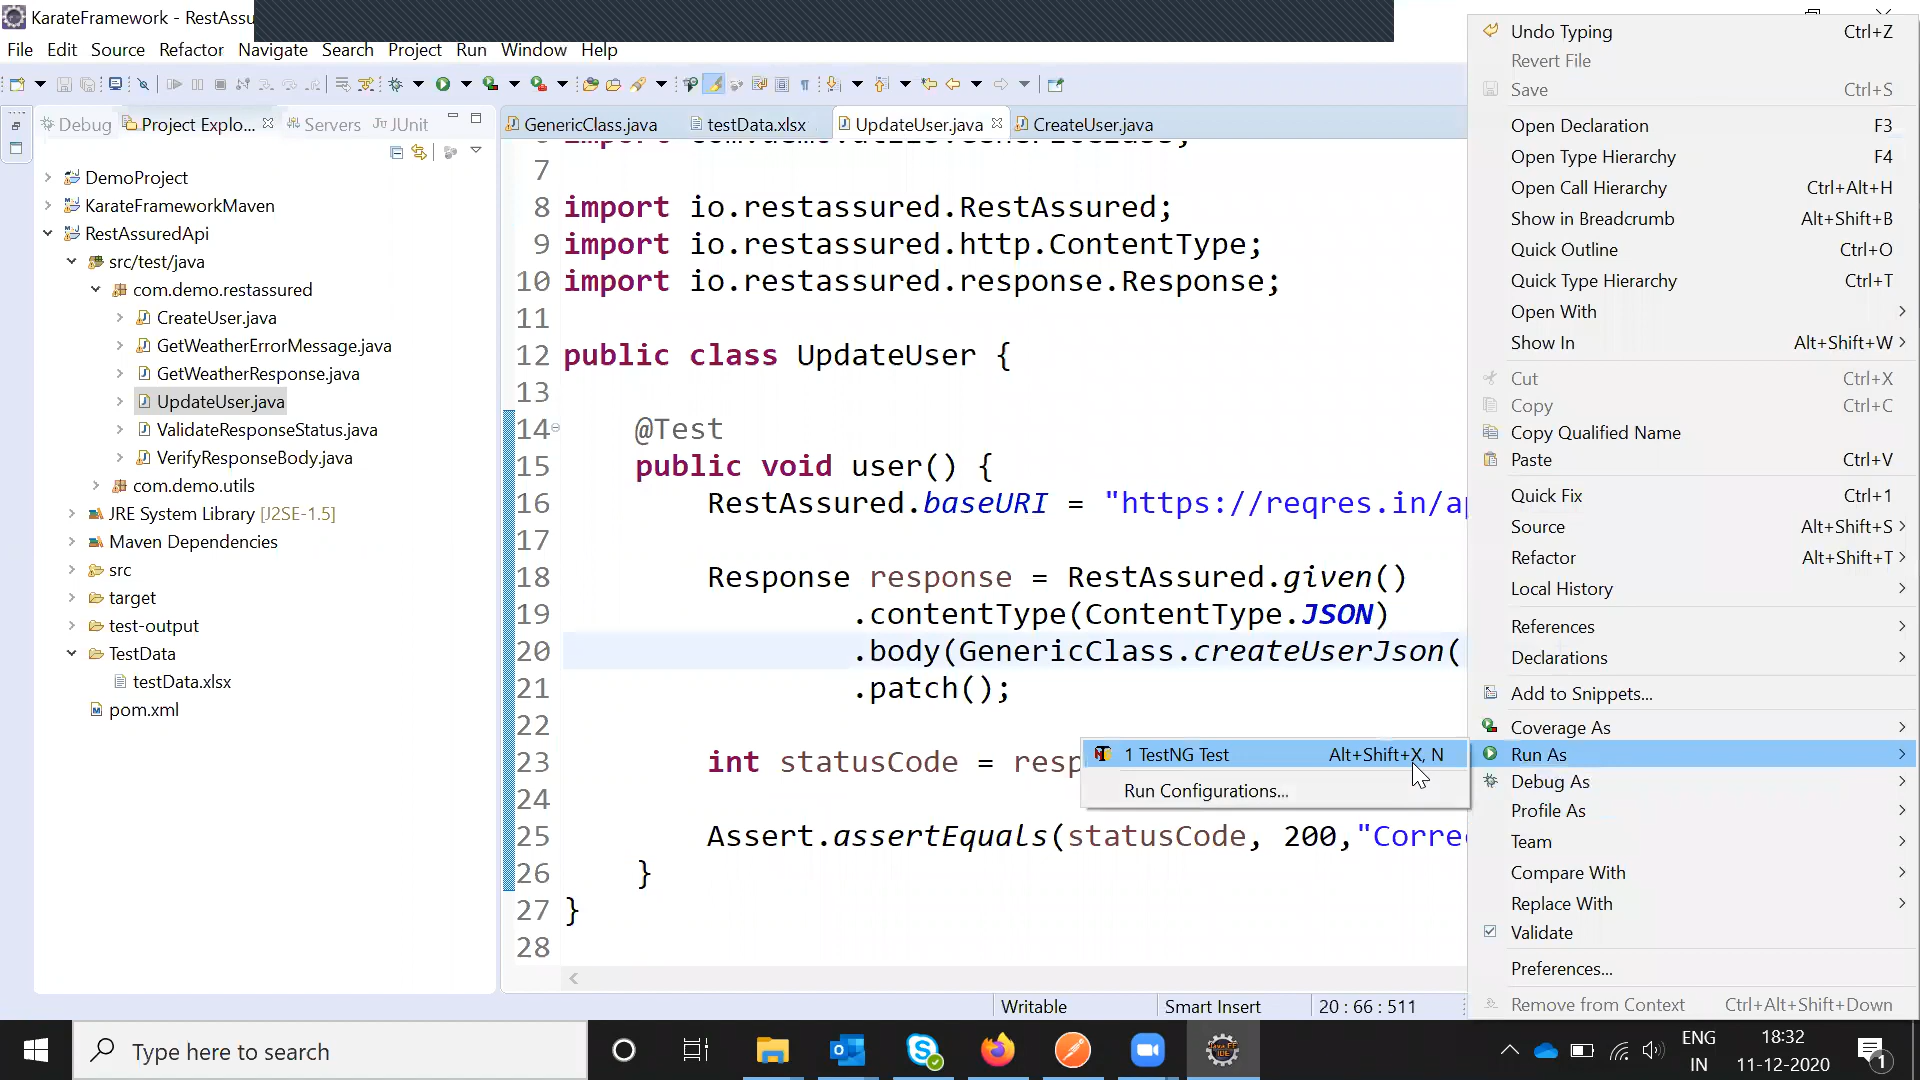 KarateFramework - RestAssu
File Edit Source Refactor Navigate Search Project Run Window Help
Debug
Project Explo...
Servers
JUnit
DemoProject
KarateFrameworkMaven
RestAssuredApi
src/test/java
com.demo.restassured
CreateUser.java
GetWeatherErrorMessage.java
GetWeatherResponse.java
UpdateUser.java
ValidateResponseStatus.java
VerifyResponseBody.java
com.demo.utils
JRE System Library [J2SE-1.5]
Maven Dependencies
src
target
test-output
TestData
testData.xlsx
pom.xml
GenericClass.java
testData.xlsx
UpdateUser.java
CreateUser.java
7
8 import io.restassured.RestAssured;
9 import io.restassured.http.ContentType;
10 import io.restassured.response.Response;
11
12 public class UpdateUser {
13
14 @Test
15 public void user() {
16 RestAssured.baseURI = "https://reqres.in/ap
17
18 Response response = RestAssured.given()
19 .contentType(ContentType.JSON)
20 .body(GenericClass.createUserJson(
21 .patch();
22
23 int statusCode = resp
24
25 Assert.assertEquals(statusCode, 200,"Corre
26 }
27 }
28
1 TestNG Test Alt+Shift+X, N
Run Configurations...
Undo Typing Ctrl+Z
Revert File
Save Ctrl+S
Open Declaration F3
Open Type Hierarchy F4
Open Call Hierarchy Ctrl+Alt+H
Show in Breadcrumb Alt+Shift+B
Quick Outline Ctrl+O
Quick Type Hierarchy Ctrl+T
Open With
Show In Alt+Shift+W
Cut Ctrl+X
Copy Ctrl+C
Copy Qualified Name
Paste Ctrl+V
Quick Fix Ctrl+1
Source Alt+Shift+S
Refactor Alt+Shift+T
Local History
References
Declarations
Add to Snippets...
Coverage As
Run As
Debug As
Profile As
Team
Compare With
Replace With
Validate
Preferences...
Remove from Context Ctrl+Alt+Shift+Down
Writable
Smart Insert
20 : 66 : 511
Type here to search
ENG
IN
18:32
11-12-2020
1